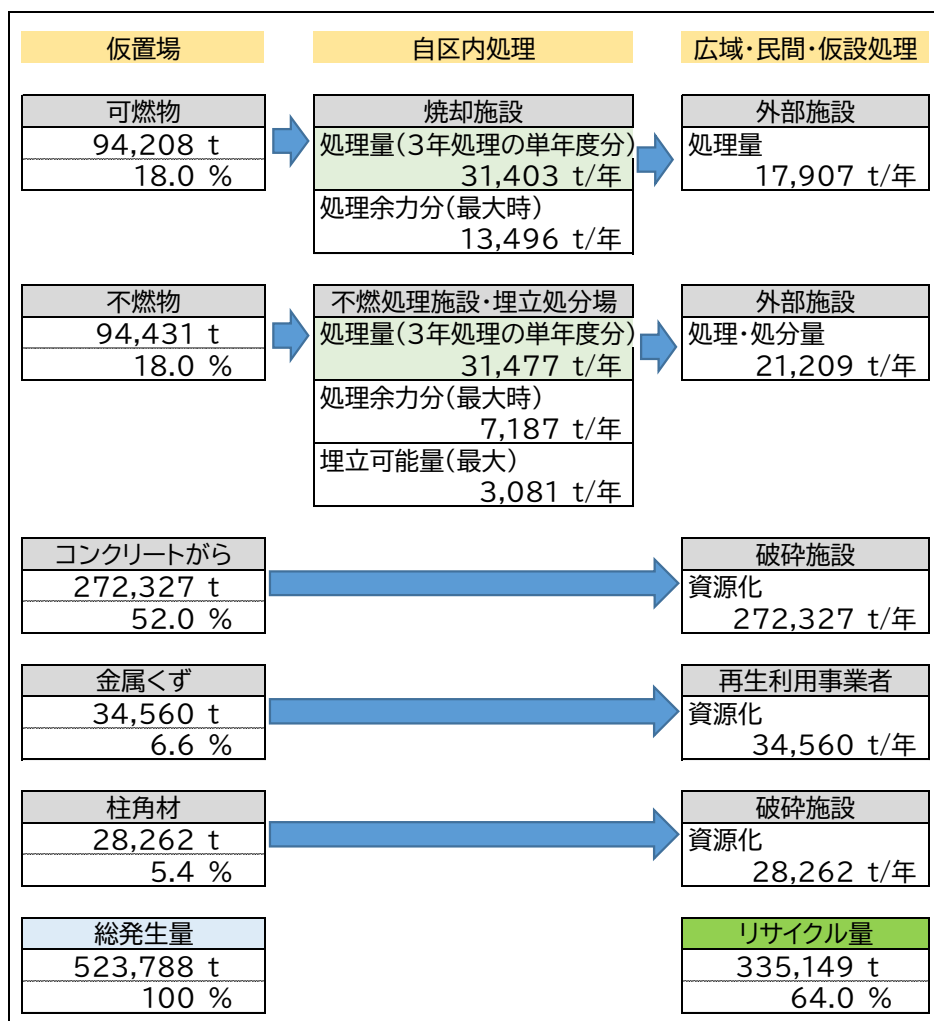 仮置場
自区内処理
広域・民間・仮設処理
可燃物
94,208 t
18.0 %
焼却施設
処理量(3年処理の単年度分)
31,403 t/年
処理余力分(最大時)
13,496 t/年
外部施設
処理量
17,907 t/年
不燃物
94,431 t
18.0 %
不燃処理施設・埋立処分場
処理量(3年処理の単年度分)
31,477 t/年
処理余力分(最大時)
7,187 t/年
埋立可能量(最大)
3,081 t/年
外部施設
処理・処分量
21,209 t/年
コンクリートがら
272,327 t
52.0 %
破砕施設
資源化
272,327 t/年
金属くず
34,560 t
6.6 %
再生利用事業者
資源化
34,560 t/年
柱角材
28,262 t
5.4 %
破砕施設
資源化
28,262 t/年
総発生量
523,788 t
100 %
リサイクル量
335,149 t
64.0 %